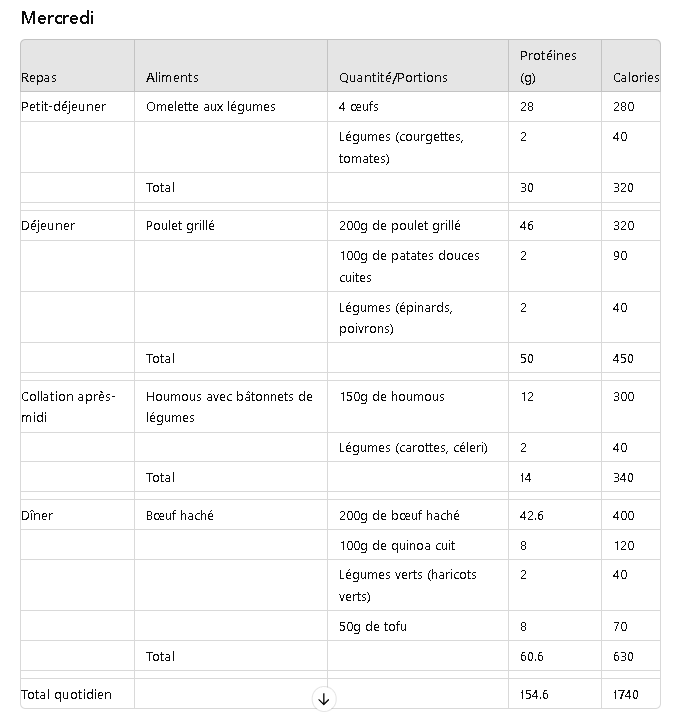 Mercredi
Repas Aliments Quantité/Portions Protéines (g) Calories
Petit-déjeuner Omelette aux légumes 4 œufs 28 280
Légumes (courgettes, tomates) 2 40
Total 30 320
Déjeuner Poulet grillé 200g de poulet grillé 46 320
100g de patates douces cuites 2 90
Légumes (épinards, poivrons) 2 40
Total 50 450
Collation après-midi Houmous avec bâtonnets de légumes 150g de houmous 12 300
Légumes (carottes, céleri) 2 40
Total 14 340
Dîner Bœuf haché 200g de bœuf haché 42.6 400
100g de quinoa cuit 8 120
Légumes verts (haricots verts) 2 40
50g de tofu 8 70
Total 60.6 630
Total quotidien 154.6 1740